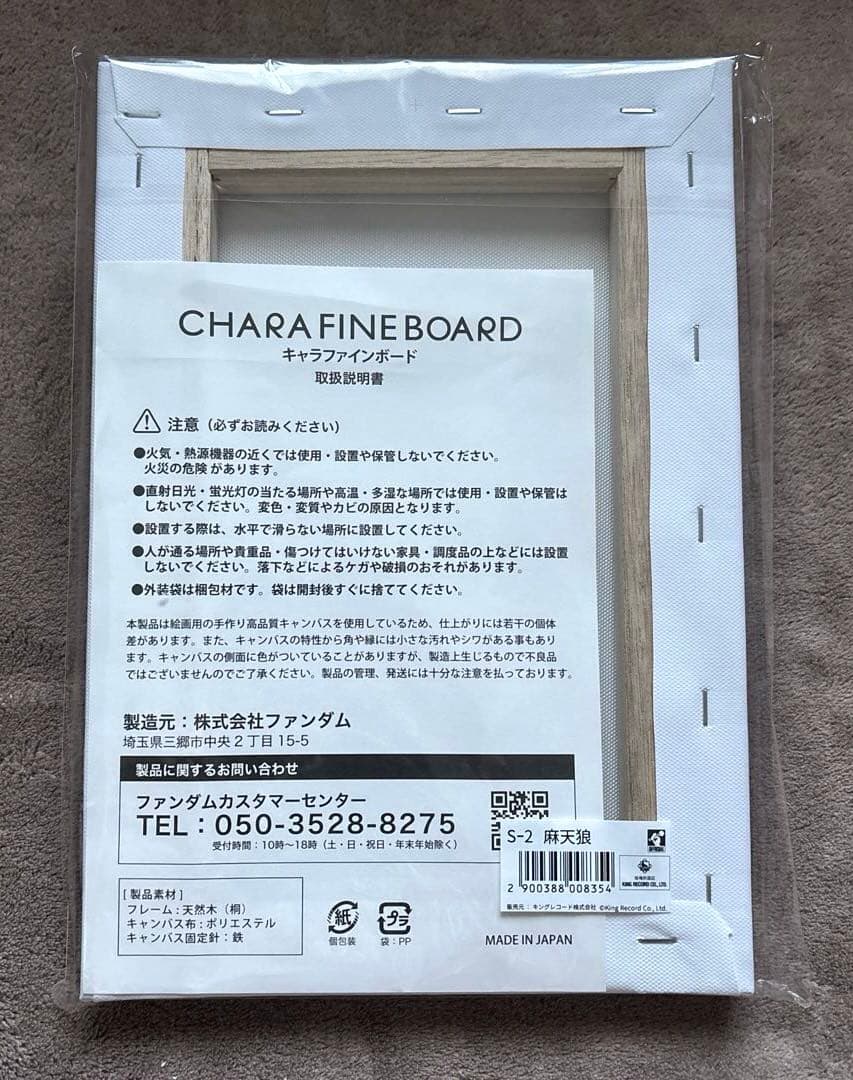 CHARA FINE BOARD
キャラファインボード
取扱説明書
注意（必ずお読みください）
●火気・熱源機器の近くでは使用・設置や保管しないでください。
火災の危険 があります。
●直射日光・蛍光灯の当たる場所や高温・多湿な場所では使用・設置や保管は
しないでください。変色・変質やカビの原因となります。
●設置する際は、水平で滑らない場所に設置してください。
●人が通る場所や貴重品・傷つけてはいけない家具・調度品の上などには設置
しないでください。落下などによるケガや破損のおそれがあります。
●外装袋は梱包材です。袋は開封後すぐに捨ててください。
本製品は絵画用の手作り高品質キャンバスを使用しているため、仕上がりには若干の個体
差があります。また、キャンバスの特性から角や縁には小さな汚れやシワがある事もあり
ます。キャンバスの側面に色がついていることがありますが、製造上生じるもので不良品
ではございませんのでご了承ください。製品の管理、発送には十分な注意を払っております。
製造元：株式会社ファンダム
埼玉県三郷市中央2丁目15-5
製品に関するお問い合わせ
ファンダムカスタマーセンター
TEL：050-3528-8275
受付時間：10時〜18時（土・日・祝日・年末年始除く）
S-2 麻天狼
2 900388 008354
KING RECORD CO., LTD.
販売元：キングレコード株式会社 ©King Record Co., Ltd.
[ 製品素材 ]
フレーム：天然木（桐）
キャンバス布：ポリエステル
キャンバス固定針：鉄
紙
個包装
プラ
袋：PP
MADE IN JAPAN